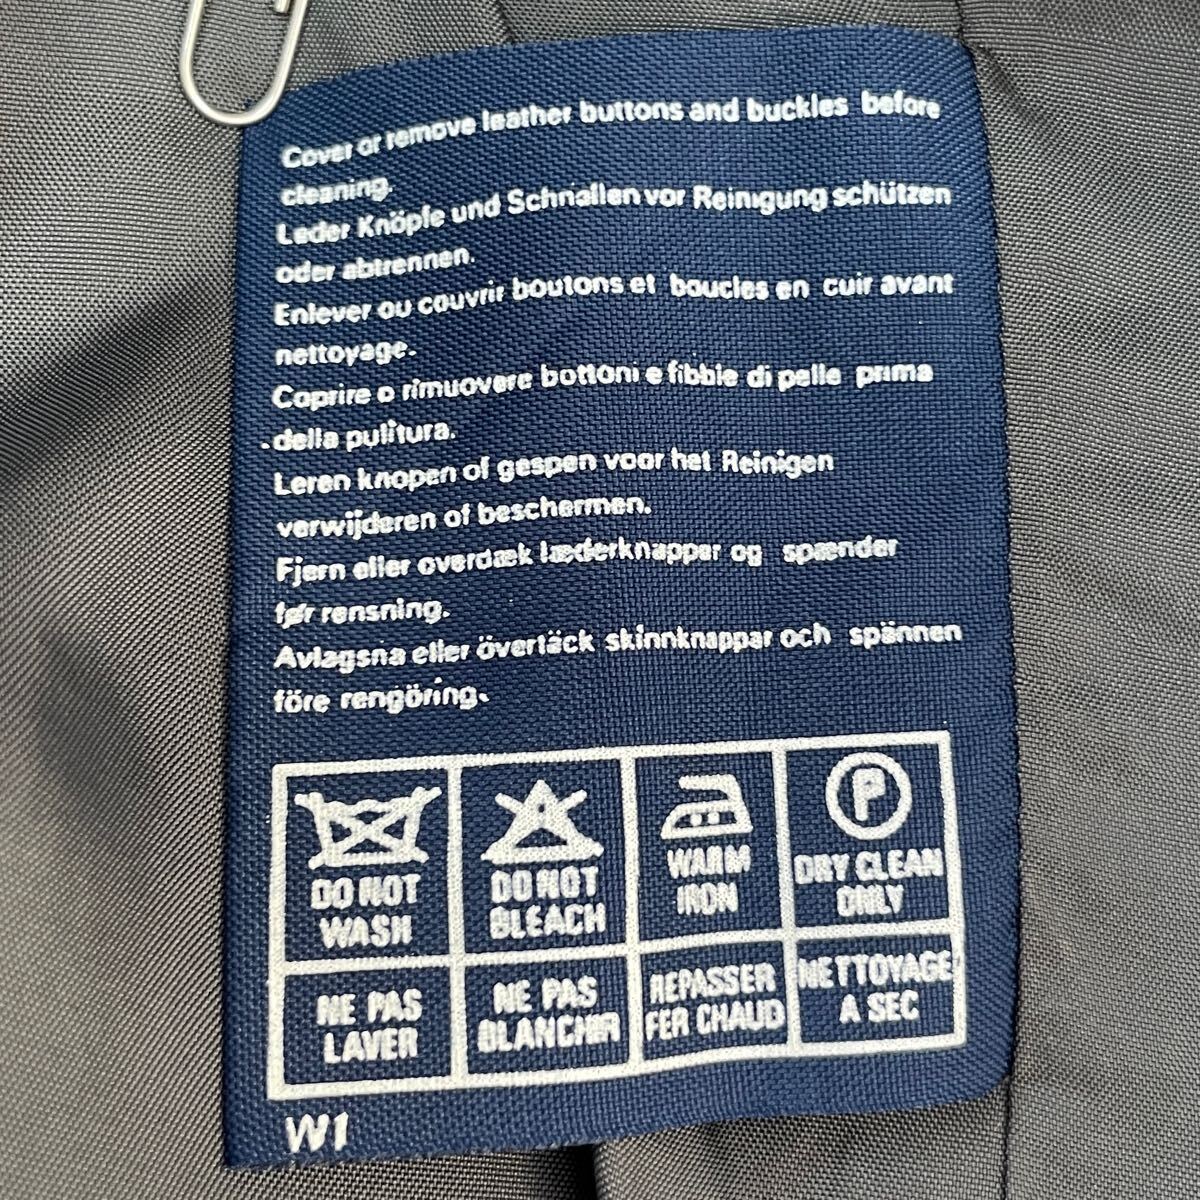 Cover or remove leather buttons and buckles before
cleaning.
Leder Knöpfe und Schnallen vor Reinigung schützen
oder abtrennen.
Enlever ou couvrir boutons et boucles en cuir avant
nettoyage.
Coprire o rimuovere bottoni e fibbie di pelle prima
della pulitura.
Leren knopen of gespen voor het Reinigen
verwijderen of beschermen.
Fjern eller overdæk læderknapper og spænder
før rensning.
Avlagsna eller övertäck skinnknappar och spännen
före rengöring.
P
DO NOT
WASH
DO NOT
BLEACH
WARM
IRON
DRY CLEAN
ONLY
NE PAS
LAVER
NE PAS
BLANCHIR
REPASSER
FER CHAUD
NETTOYAGE
A SEC
W1